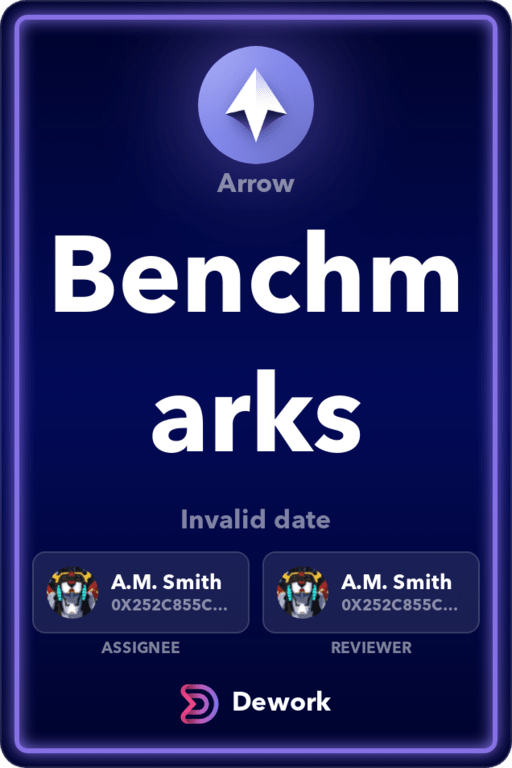 Arrow
Benchm
arks
Invalid date
A.M. Smith
0X252C855C...
ASSIGNEE
A.M. Smith
0X252C855C...
REVIEWER
Dework